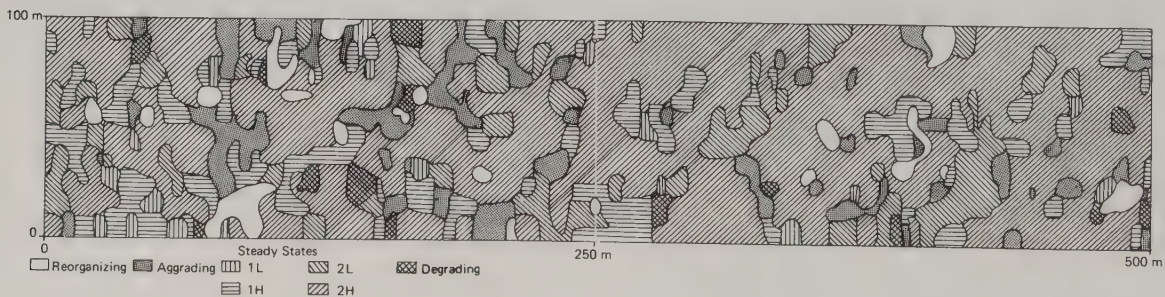 100 m
0
0
250 m
500 m
Steady States
Reorganizing Aggrading 1L 2L Degrading
1H 2H